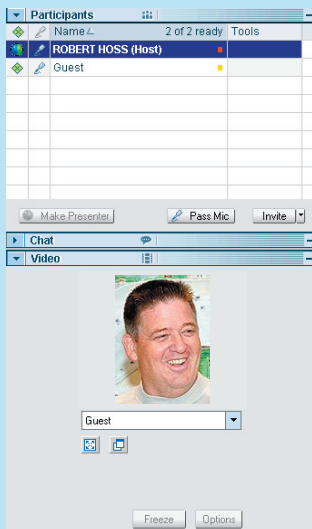 Participants
Name 2 of 2 ready Tools
ROBERT HOSS (Host)
Guest
Make Presenter Pass Mic Invite
Chat
Video
Guest
Freeze Options